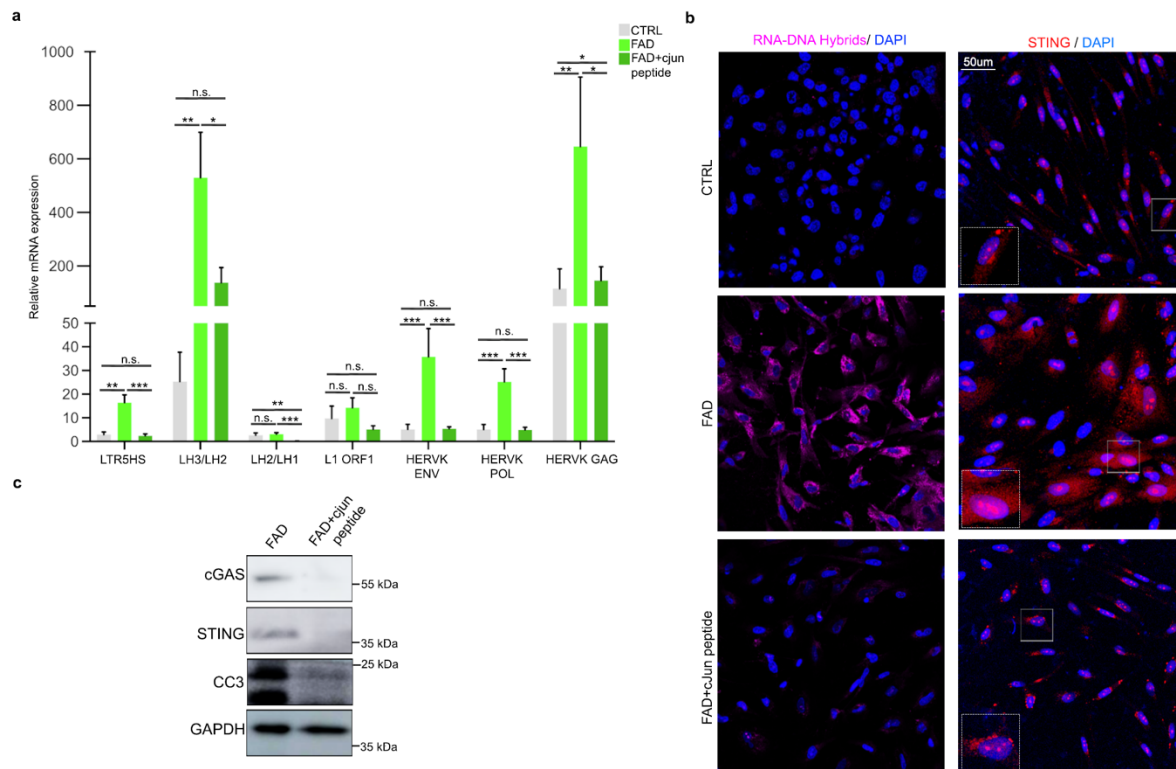 a
CTRL
FAD
FAD+cjun
peptide
Relative mRNA expression
1000
800
600
400
200
50
40
30
20
10
0
n.s.
** ***
n.s.
** *
**
n.s. ***
n.s.
n.s. n.s.
n.s.
*** ***
n.s.
*** ***
*
** *
LTR5HS
LH3/LH2
LH2/LH1
L1 ORF1
HERVK
ENV
HERVK
POL
HERVK GAG
b
RNA-DNA Hybrids/ DAPI
STING / DAPI
50um
CTRL
FAD
FAD+cJun peptide
c
FAD
FAD+cjun
peptide
cGAS
55 kDa
STING
35 kDa
25 kDa
CC3
GAPDH
35 kDa